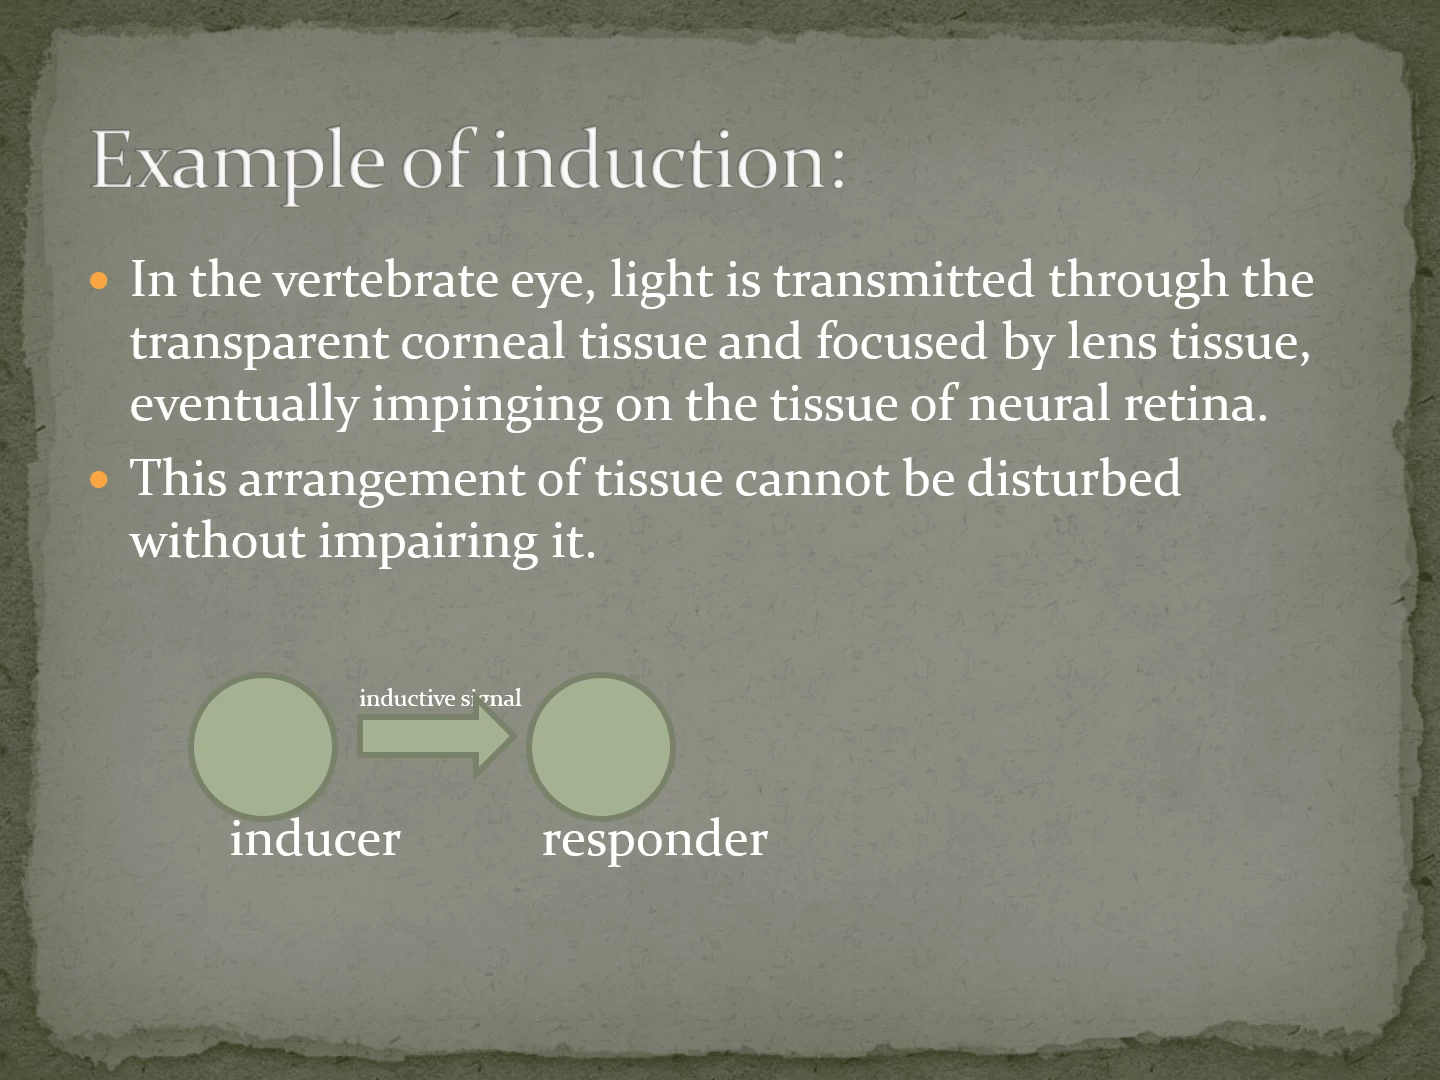 Example of induction:
• In the vertebrate eye, light is transmitted through the
transparent corneal tissue and focused by lens tissue,
eventually impinging on the tissue of neural retina.
• This arrangement of tissue cannot be disturbed
without impairing it.
inductive signal
inducer responder